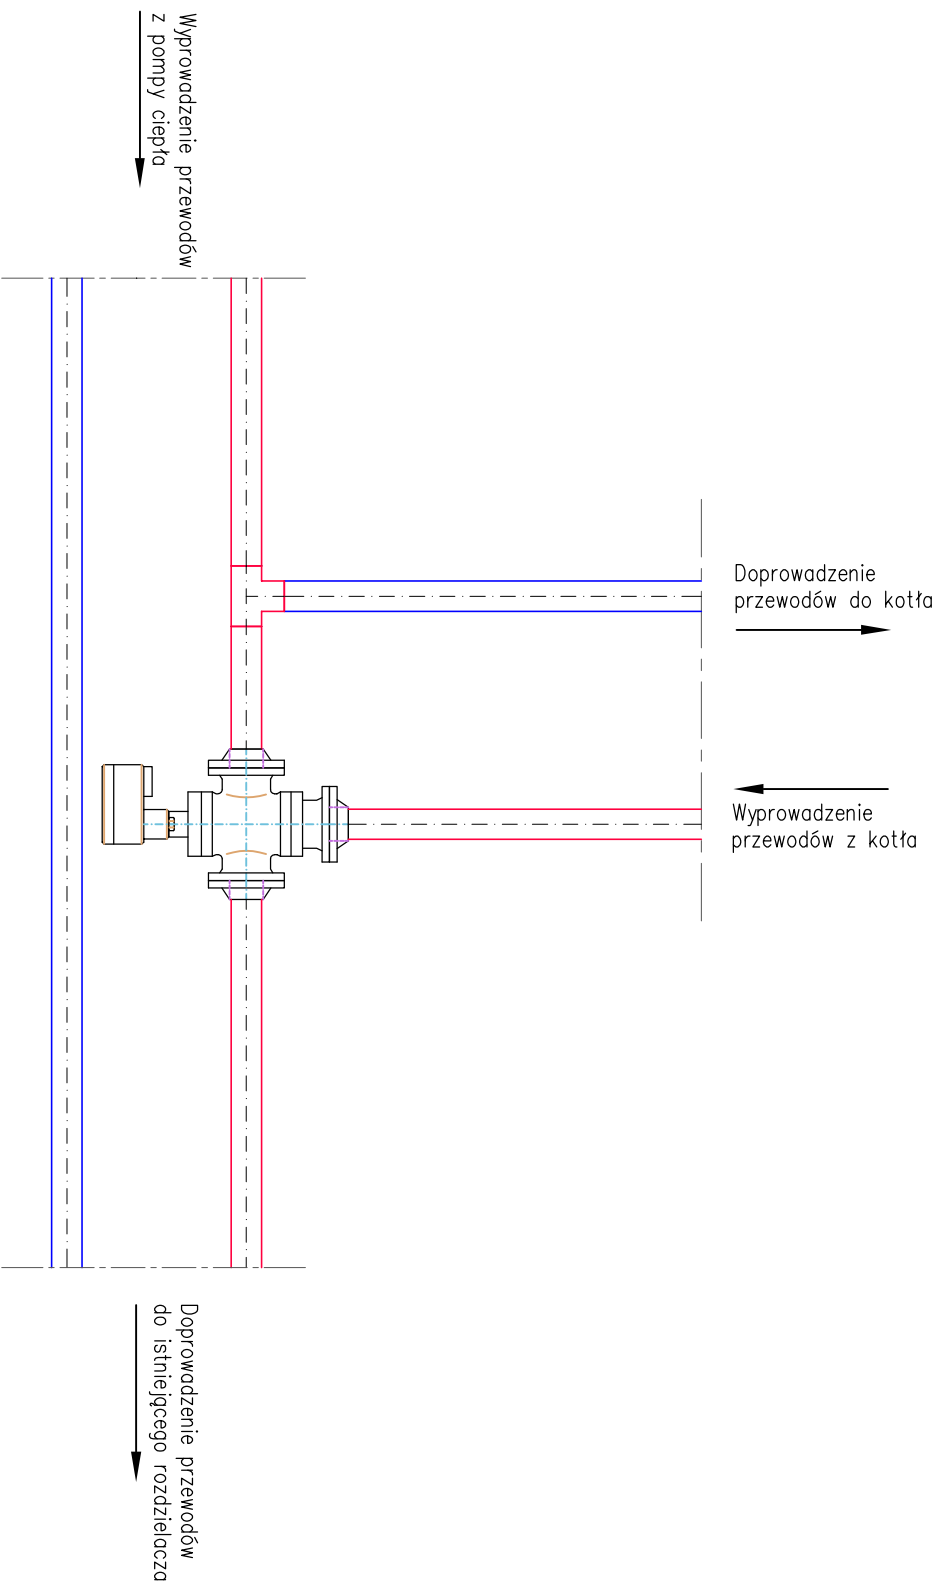 Wyprowadzenie przewodów
z pompy ciepła
Doprowadzenie
przewodów do kotła
Wyprowadzenie
przewodów z kotła
Doprowadzenie przewodów
do istniejącego rozdzielacza